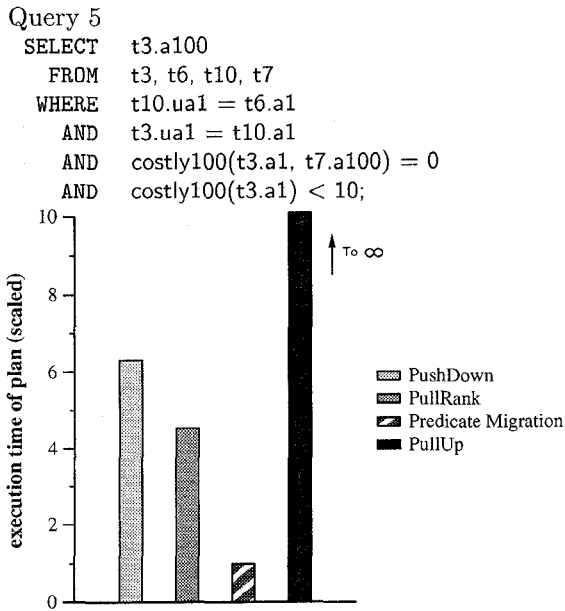 Query 5
SELECT t3.a100
FROM t3, t6, t10, t7
WHERE t10.ua1 = t6.a1
AND t3.ua1 = t10.a1
AND costly100(t3.a1, t7.a100) = 0
AND costly100(t3.a1) < 10;
10
To ∞
8
6
4
2
0
execution time of plan (scaled)
PushDown
PullRank
Predicate Migration
PullUp